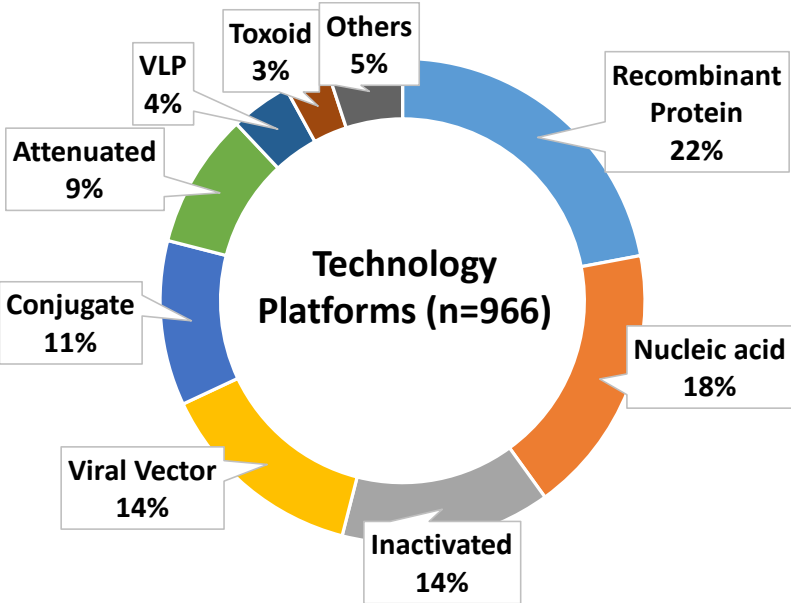 Toxoid
3%
Others
5%
VLP
4%
Recombinant
Protein
22%
Attenuated
9%
Technology
Platforms (n=966)
Conjugate
11%
Nucleic acid
18%
Viral Vector
14%
Inactivated
14%